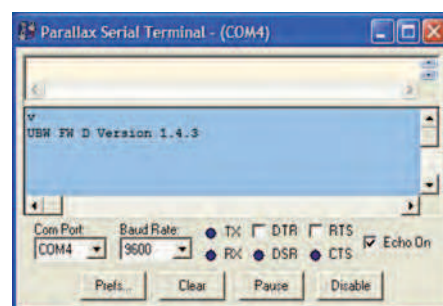 Parallax Serial Terminal - (COM4)
v
UBW FW D Version 1.4.3
Com Port: Baud Rate: TX DTR RTS
COM4 9600 RX DSR CTS Echo On
Prefs... Clear Pause Disable